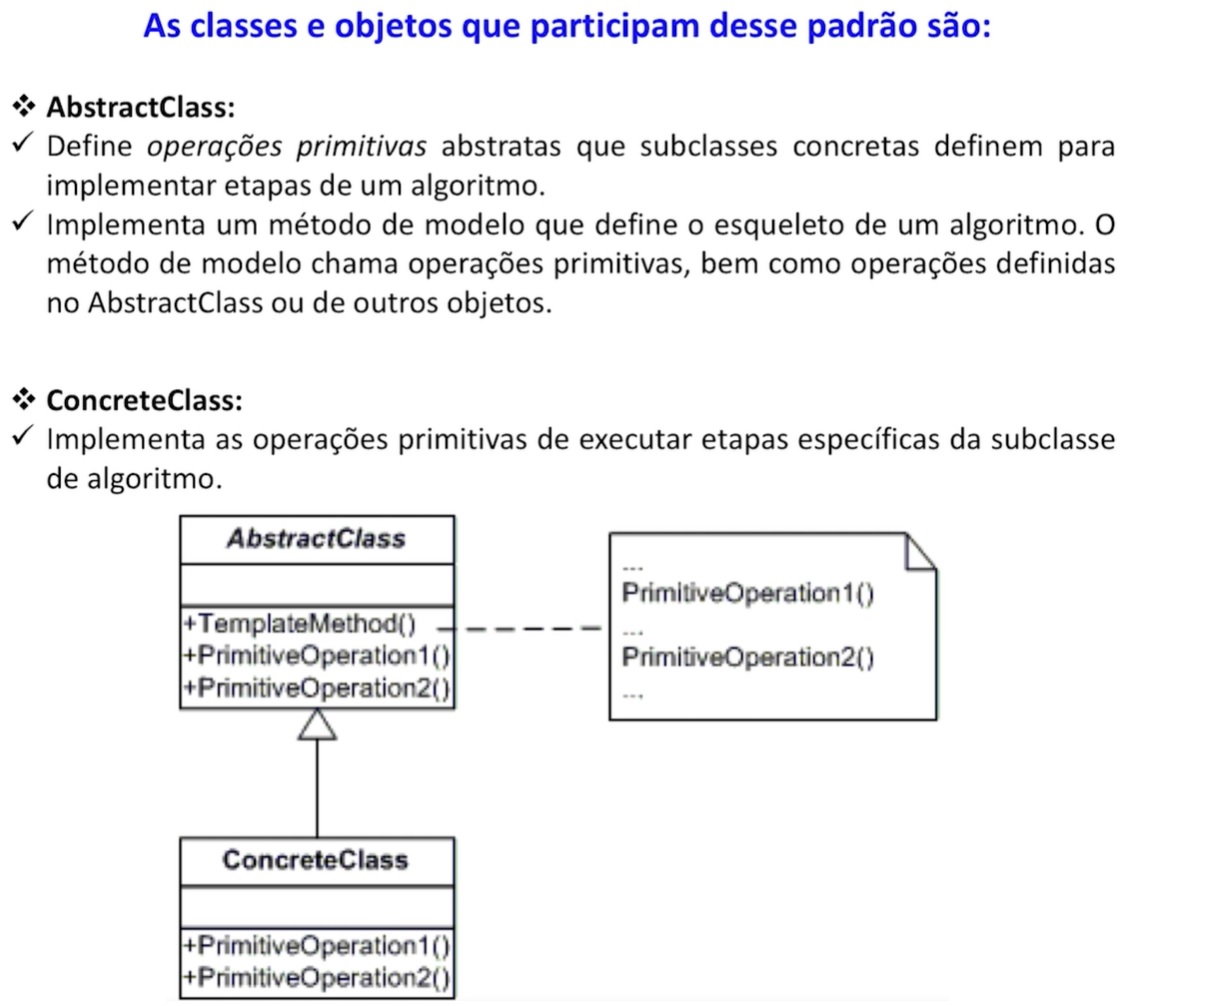 As classes e objetos que participam desse padrão são:
❖ AbstractClass:
✓ Define operações primitivas abstratas que subclasses concretas definem para
implementar etapas de um algoritmo.
✓ Implementa um método de modelo que define o esqueleto de um algoritmo. O
método de modelo chama operações primitivas, bem como operações definidas
no AbstractClass ou de outros objetos.
❖ ConcreteClass:
✓ Implementa as operações primitivas de executar etapas específicas da subclasse
de algoritmo.
AbstractClass
+TemplateMethod()
+PrimitiveOperation1()
+PrimitiveOperation2()
...
PrimitiveOperation1()
...
PrimitiveOperation2()
...
ConcreteClass
+PrimitiveOperation1()
+PrimitiveOperation2()